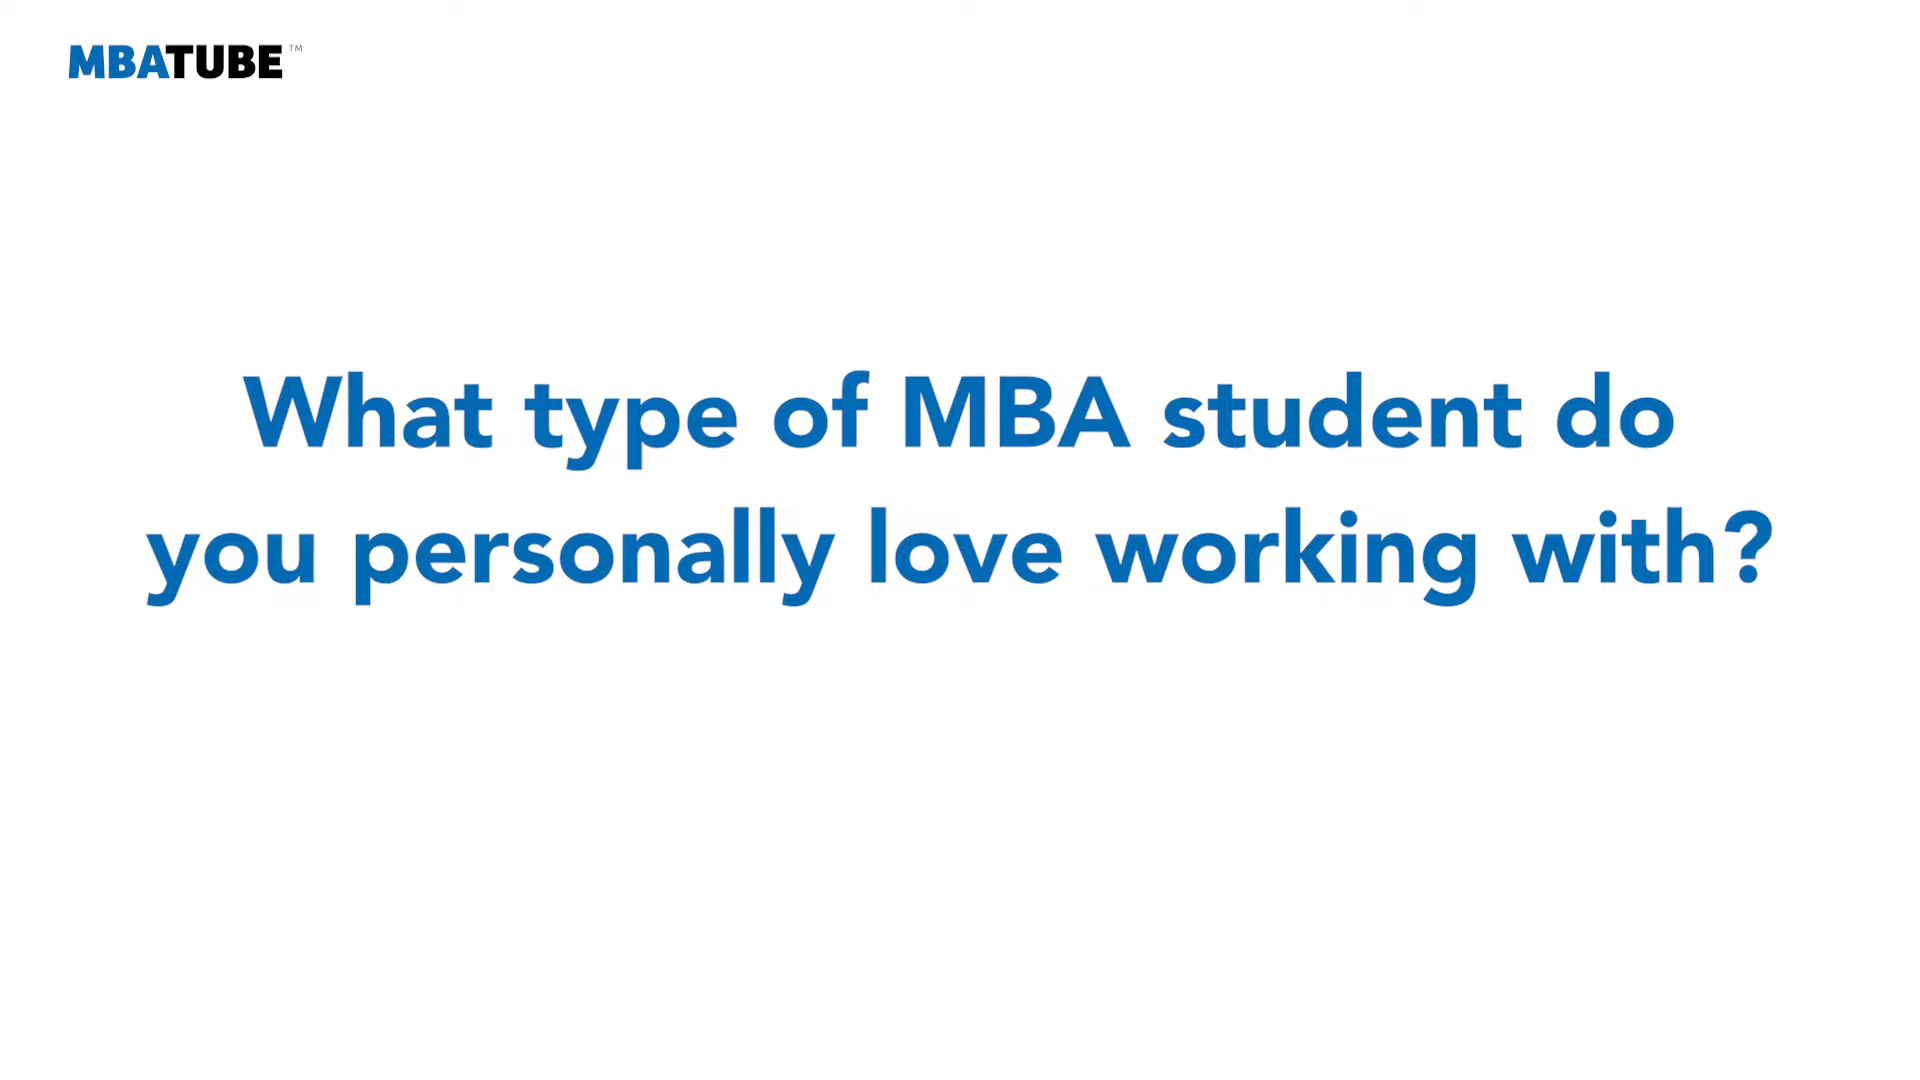 MBATUBE™
What type of MBA student do
you personally love working with?